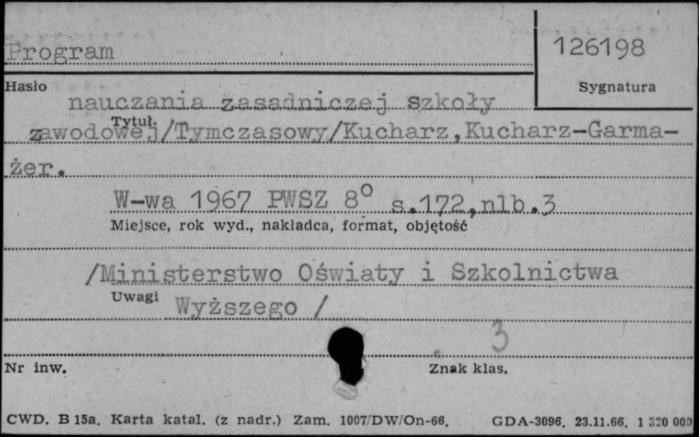 Program
126198
Hasło
Sygnatura
nauczania zasadniczej szkoły
Tytuł
zawodowej/Tymczasowy/Kucharz,Kucharz-Garma-
żer.
W-wa 1967 PWSZ 8° s.172,nlb.3
Miejsce, rok wyd., nakładca, format, objętość
/Ministerstwo Oświaty i Szkolnictwa
Uwagi
Wyższego /
3
Nr inw.
Znak klas.
CWD. B 15a. Karta katal. (z nadr.) Zam. 1007/DW/On-66. GDA-3096. 23.11.66. 1 320 000